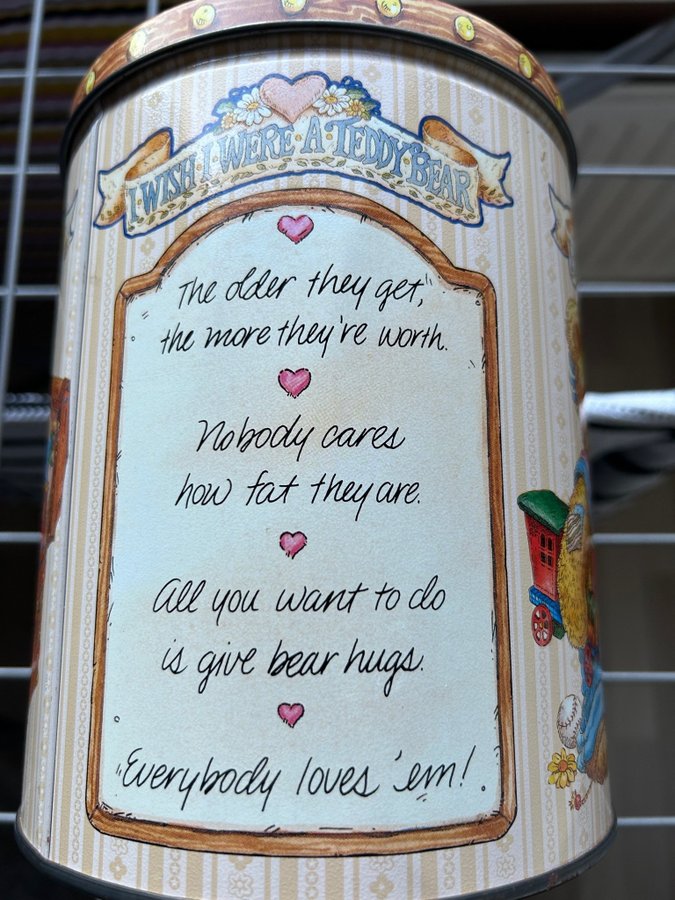 I WISH I WERE A TEDDY BEAR
The older they get,
the more they're worth.
Nobody cares
how fat they are.
All you want to do
is give bear hugs.
Everybody loves 'em!